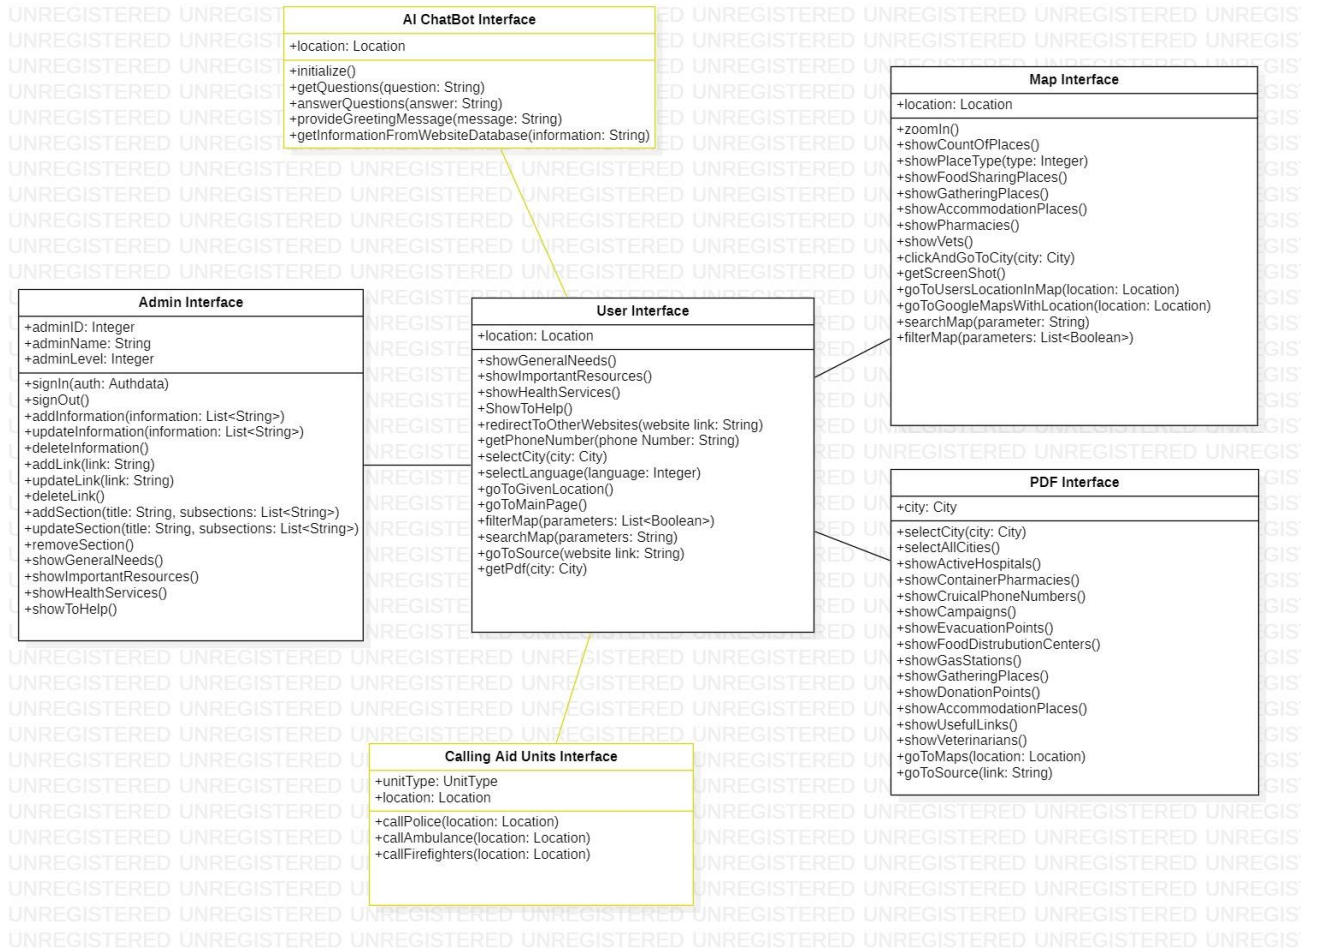 AI ChatBot Interface
+location: Location
+initialize()
+getQuestions(question: String)
+answerQuestions(answer: String)
+provideGreetingMessage(message: String)
+getInformationFromWebsiteDatabase(information: String)
Map Interface
+location: Location
+zoomIn()
+showCountOfPlaces()
+showPlaceType(type: Integer)
+showFoodSharingPlaces()
+showGatheringPlaces()
+showAccommodationPlaces()
+showPharmacies()
+showVets()
+clickAndGoToCity(city: City)
+getScreenShot()
+goToUsersLocationInMap(location: Location)
+goToGoogleMapsWithLocation(location: Location)
+searchMap(parameter: String)
+filterMap(parameters: List<Boolean>)
Admin Interface
+adminID: Integer
+adminName: String
+adminLevel: Integer
+signIn(auth: Authdata)
+signOut()
+addInformation(information: List<String>)
+updateInformation(information: List<String>)
+deleteInformation()
+addLink(link: String)
+updateLink(link: String)
+deleteLink()
+addSection(title: String, subsections: List<String>)
+updateSection(title: String, subsections: List<String>)
+removeSection()
+showGeneralNeeds()
+showImportantResources()
+showHealthServices()
+showToHelp()
User Interface
+location: Location
+showGeneralNeeds()
+showImportantResources()
+showHealthServices()
+ShowToHelp()
+redirectToOtherWebsites(website link: String)
+getPhoneNumber(phone Number: String)
+selectCity(city: City)
+selectLanguage(language: Integer)
+goToGivenLocation()
+goToMainPage()
+filterMap(parameters: List<Boolean>)
+searchMap(parameters: String)
+goToSource(website link: String)
+getPdf(city: City)
PDF Interface
+city: City
+selectCity(city: City)
+selectAllCities()
+showActiveHospitals()
+showContainerPharmacies()
+showCruicalPhoneNumbers()
+showCampaigns()
+showEvacuationPoints()
+showFoodDistrubutionCenters()
+showGasStations()
+showGatheringPlaces()
+showDonationPoints()
+showAccommodationPlaces()
+showUsefulLinks()
+showVeterinarians()
+goToMaps(location: Location)
+goToSource(link: String)
Calling Aid Units Interface
+unitType: UnitType
+location: Location
+callPolice(location: Location)
+callAmbulance(location: Location)
+callFirefighters(location: Location)
UNREGISTERED